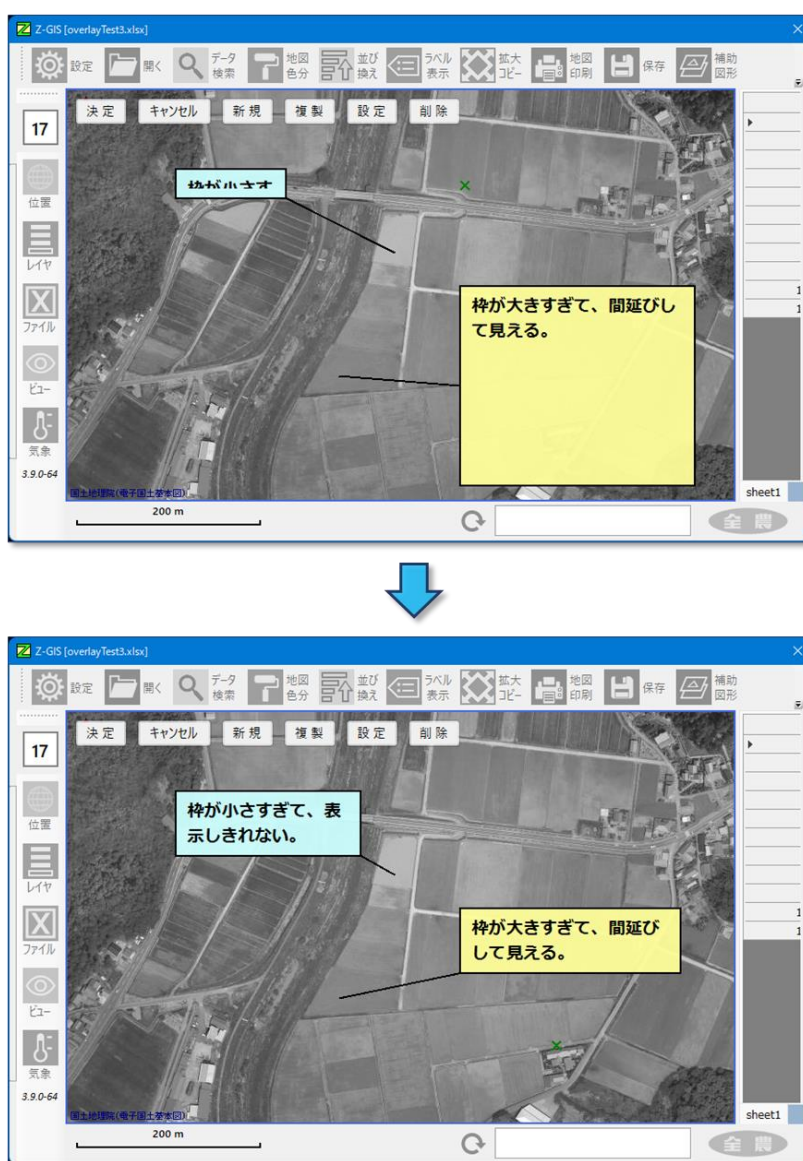 Z-GIS [overlayTest3.xlsx]
設定
開く
データ
検索
地図
色分
並び
換え
ラベル
表示
拡大
コピー
地図
印刷
保存
補助
図形
決定 キャンセル 新規 複製 設定 削除
17
位置
レイヤ
ファイル
ビュー
気象
3.9.0-64
枠が小さす
枠が大きすぎて、間延びし
て見える。
1
1
国土地理院(電子国土基本図)
sheet1
200 m
全農
Z-GIS [overlayTest3.xlsx]
設定
開く
データ
検索
地図
色分
並び
換え
ラベル
表示
拡大
コピー
地図
印刷
保存
補助
図形
決定 キャンセル 新規 複製 設定 削除
17
位置
レイヤ
ファイル
ビュー
気象
3.9.0-64
枠が小さすぎて、表
示しきれない。
枠が大きすぎて、間延び
して見える。
1
1
国土地理院(電子国土基本図)
sheet1
200 m
全農